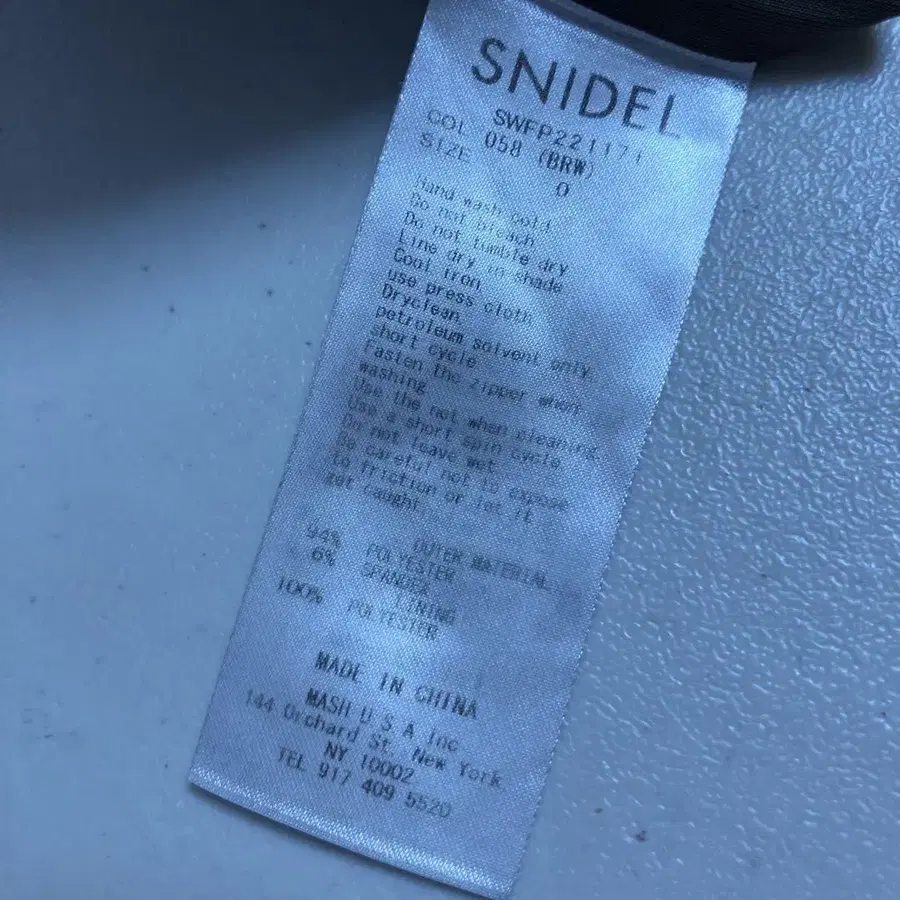 SNIDEL
SWFP221171
COL 058 (BRW)
SIZE 0
Hand wash cold
Do not bleach
Do not tumble dry
Line dry in shade
Cool iron
use press cloth
Dryclean
petroleum solvent only,
short cycle
Fasten the zipper when
washing
Use the net when cleaning
Use a short spin cycle
Do not leave wet
Be careful not to expose
to friction or let it
get caught.
OUTER MATERIAL
94% POLYESTER
6% SPANDEX
LINING
100% POLYESTER
MADE IN CHINA
MASH U S A Inc.
144 Orchard St, New York
NY 10002
TEL 917 409 5520